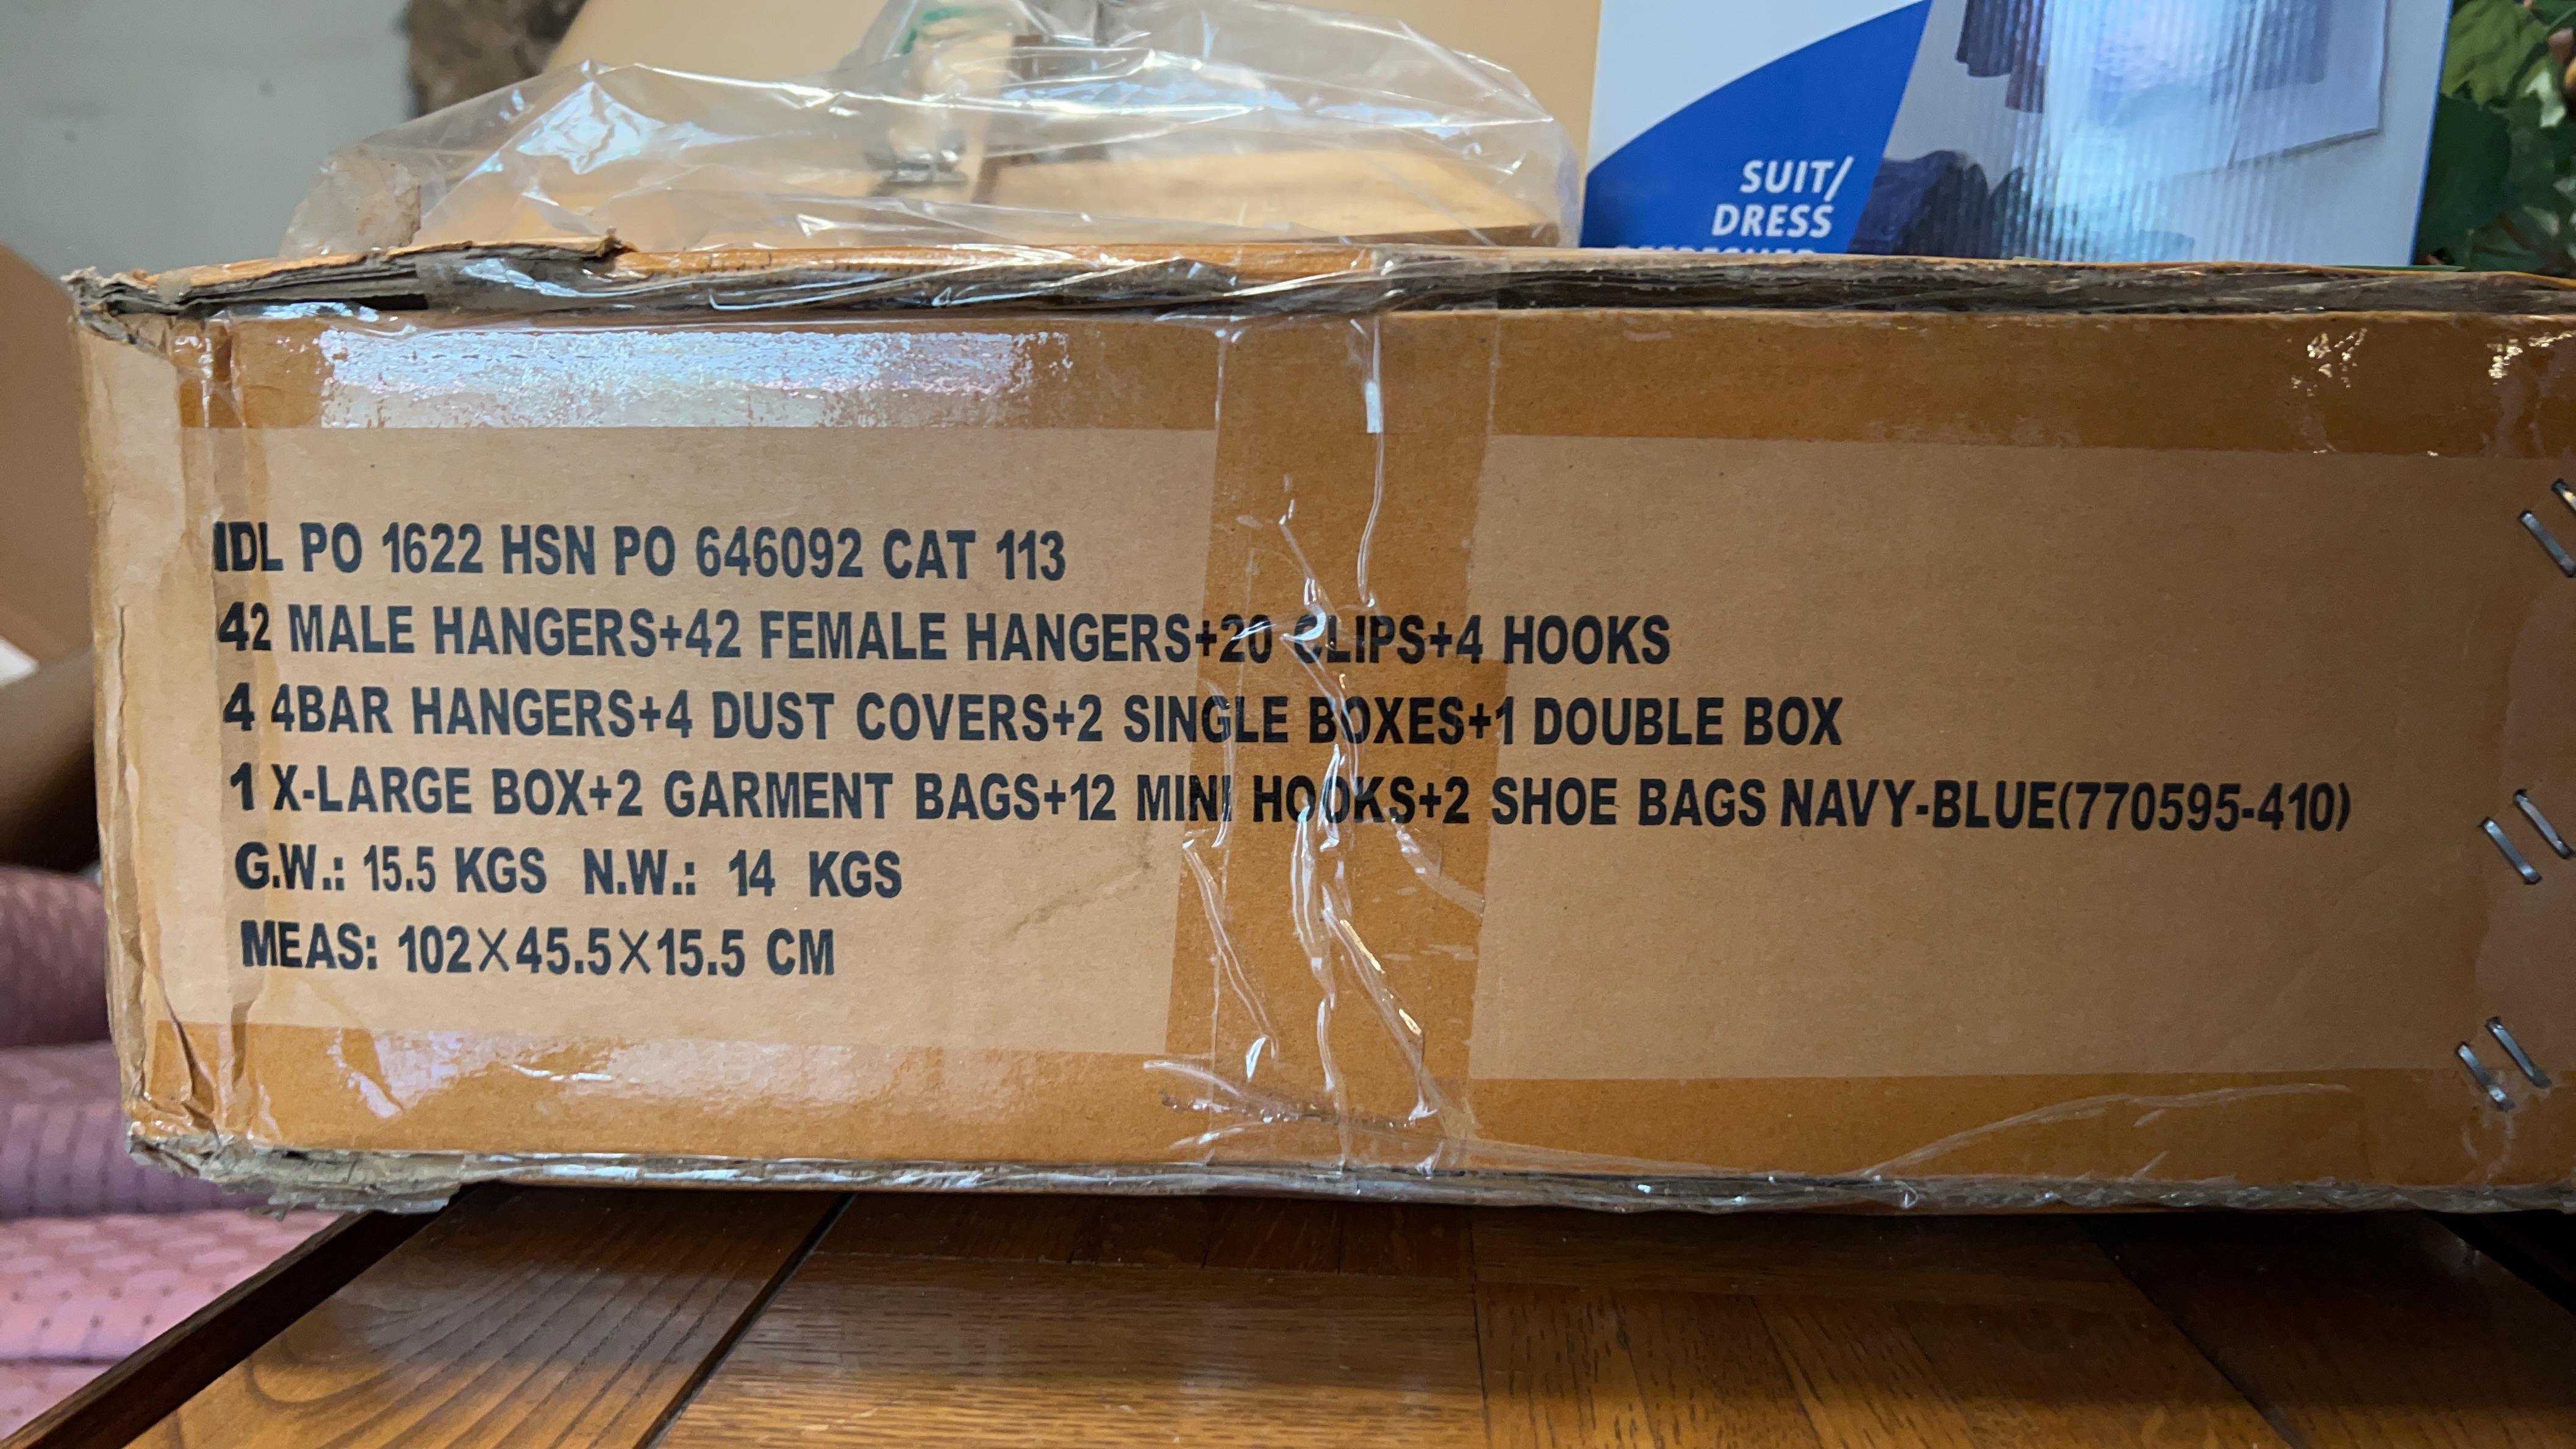 SUIT/
DRESS
IDL PO 1622 HSN PO 646092 CAT 113
42 MALE HANGERS+42 FEMALE HANGERS+20 CLIPS+4 HOOKS
4 4BAR HANGERS+4 DUST COVERS+2 SINGLE BOXES+1 DOUBLE BOX
1 X-LARGE BOX+2 GARMENT BAGS+12 MINI HOOKS+2 SHOE BAGS NAVY-BLUE(770595-410)
G.W.: 15.5 KGS N.W.: 14 KGS
MEAS: 102X45.5X15.5 CM